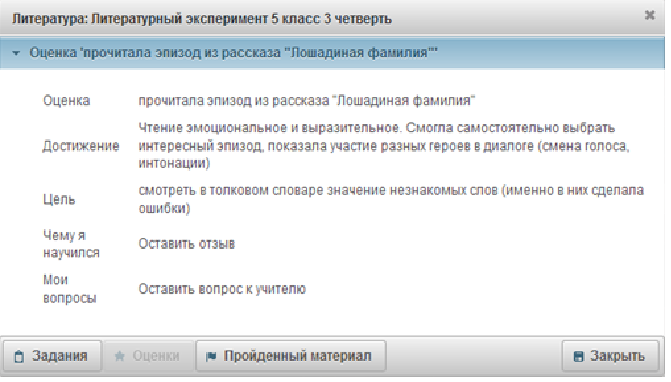 Литература: Литературный эксперимент 5 класс 3 четверть
Оценка 'прочитала эпизод из рассказа "Лошадиная фамилия"'
Оценка прочитала эпизод из рассказа "Лошадиная фамилия"
Достижение Чтение эмоциональное и выразительное. Смогла самостоятельно выбрать
интересный эпизод, показала участие разных героев в диалоге (смена голоса,
интонации)
Цель смотреть в толковом словаре значение незнакомых слов (именно в них сделала
ошибки)
Чему я
научился Оставить отзыв
Мои
вопросы Оставить вопрос к учителю
Задания Оценки Пройденный материал Закрыть